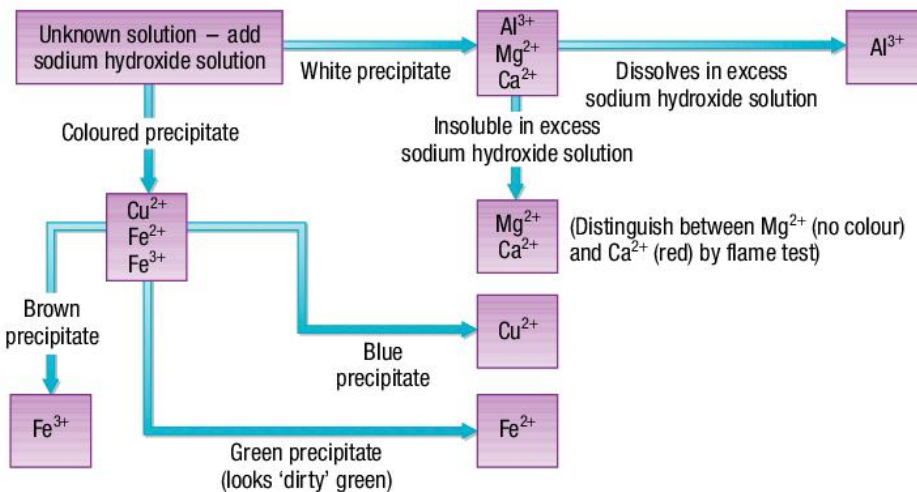 Unknown solution – add
sodium hydroxide solution
White precipitate
Al³⁺
Mg²⁺
Ca²⁺
Dissolves in excess
sodium hydroxide solution
Al³⁺
Coloured precipitate
Insoluble in excess
sodium hydroxide solution
Mg²⁺
Ca²⁺
(Distinguish between Mg²⁺ (no colour)
and Ca²⁺ (red) by flame test)
Cu²⁺
Fe²⁺
Fe³⁺
Brown
precipitate
Fe³⁺
Blue
precipitate
Cu²⁺
Green precipitate
(looks ‘dirty’ green)
Fe²⁺